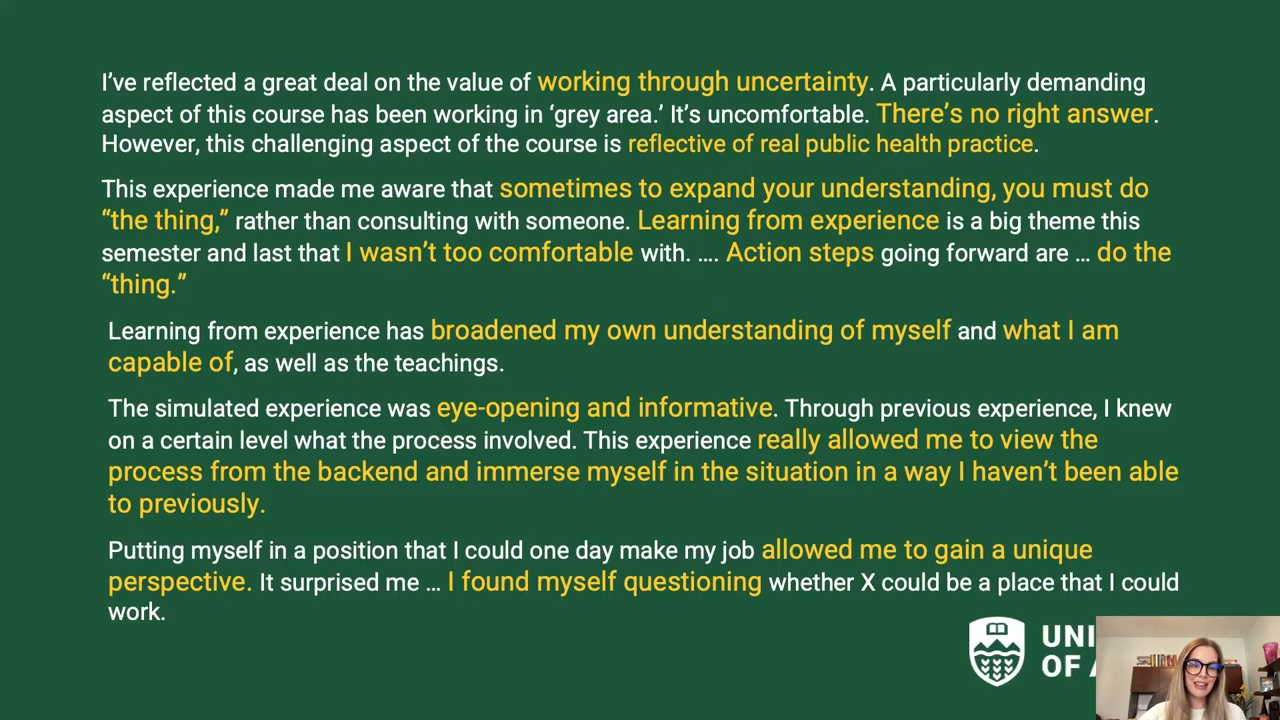 I’ve reflected a great deal on the value of working through uncertainty. A particularly demanding
aspect of this course has been working in ‘grey area.’ It’s uncomfortable. There’s no right answer.
However, this challenging aspect of the course is reflective of real public health practice.
This experience made me aware that sometimes to expand your understanding, you must do
“the thing,” rather than consulting with someone. Learning from experience is a big theme this
semester and last that I wasn’t too comfortable with. …. Action steps going forward are … do the
“thing.”
Learning from experience has broadened my own understanding of myself and what I am
capable of, as well as the teachings.
The simulated experience was eye-opening and informative. Through previous experience, I knew
on a certain level what the process involved. This experience really allowed me to view the
process from the backend and immerse myself in the situation in a way I haven’t been able
to previously.
Putting myself in a position that I could one day make my job allowed me to gain a unique
perspective. It surprised me … I found myself questioning whether X could be a place that I could
work.
UNI
OF